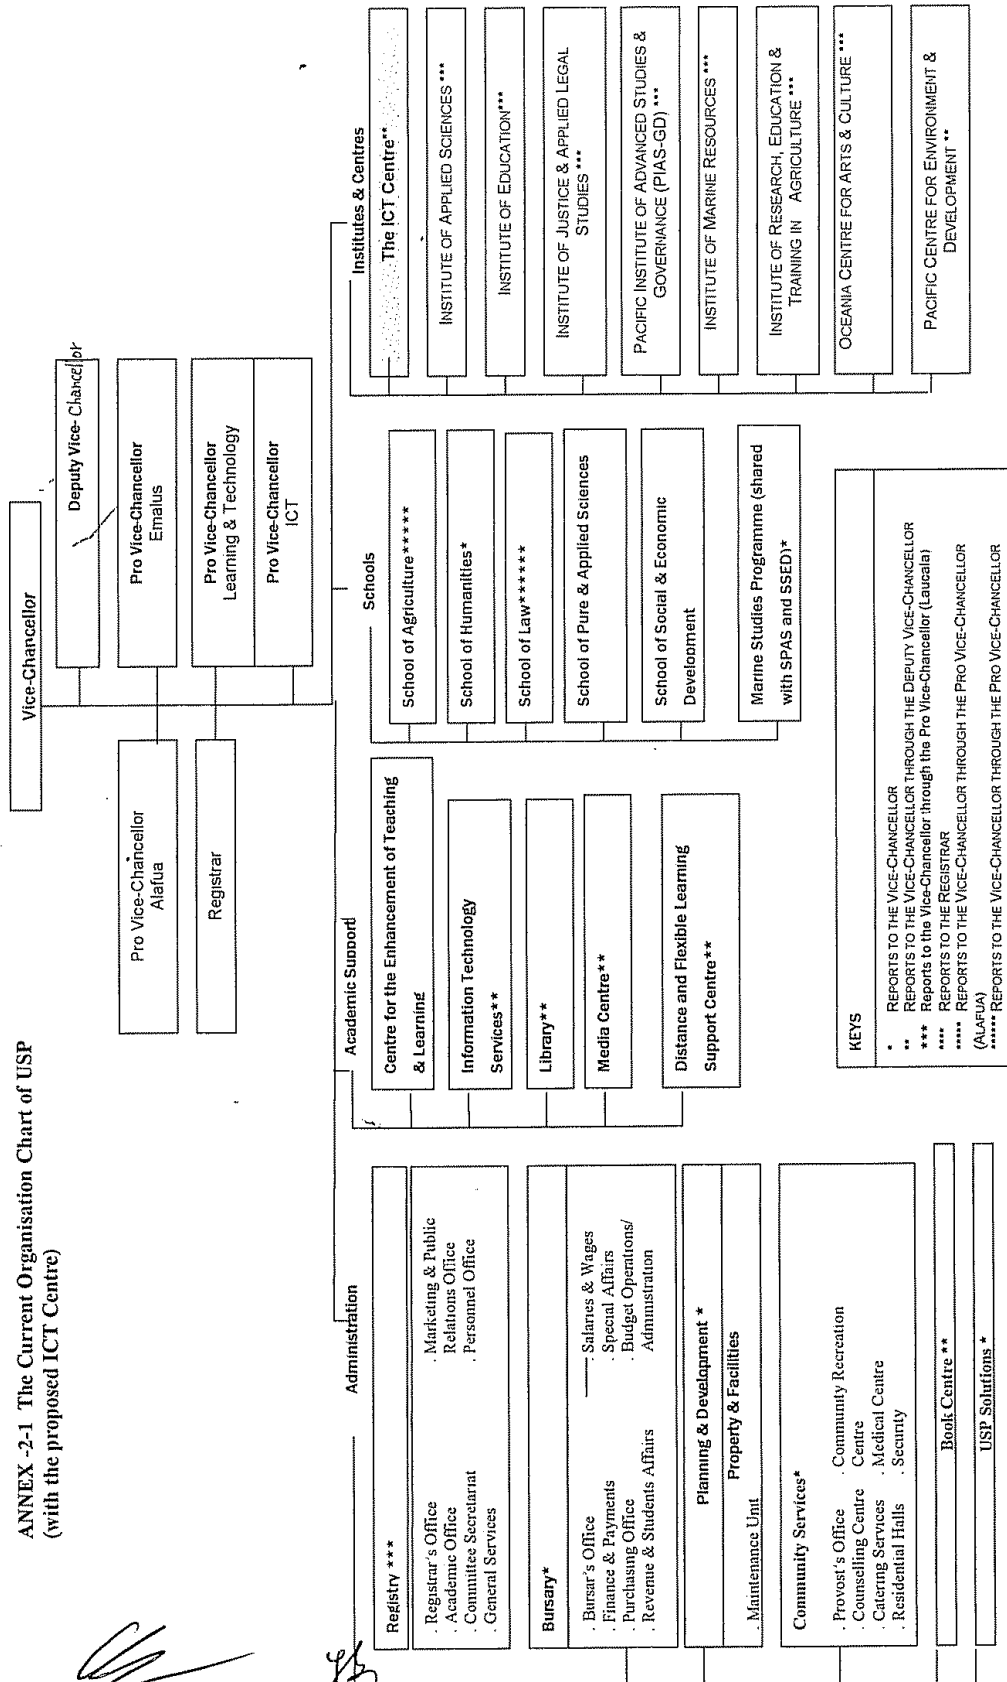 ANNEX -2-1 The Current Organisation Chart of USP
(with the proposed ICT Centre)
Vice-Chancellor
Deputy Vice- Chancellor
Pro Vice-Chancellor
Alafua
Pro Vice-Chancellor
Emalus
Registrar
Pro Vice-Chancellor
Learning & Technology
Pro Vice-Chancellor
ICT
Administration
Registry ***
. Registrar's Office
. Academic Office
. Committee Secretariat
. General Services
. Marketing & Public
Relations Office
. Personnel Office
Bursary*
. Bursar's Office
. Finance & Payments
. Purchasing Office
. Revenue & Students Affairs
. Salaries & Wages
. Special Affairs
. Budget Operations/
Administration
Planning & Development *
Property & Facilities
. Maintenance Unit
Community Services*
. Provost's Office
. Counselling Centre
. Catering Services
. Residential Halls
. Community Recreation
Centre
. Medical Centre
. Security
Book Centre **
USP Solutions *
Academic Support
Centre for the Enhancement of Teaching
& Learning
Information Technology
Services**
Library**
Media Centre**
Distance and Flexible Learning
Support Centre**
Schools
School of Agriculture*****
School of Humanities*
School of Law******
School of Pure & Applied Sciences
School of Social & Economic
Development
Marine Studies Programme (shared
with SPAS and SSED)*
Institutes & Centres
The ICT Centre**
INSTITUTE OF APPLIED SCIENCES ***
INSTITUTE OF EDUCATION***
INSTITUTE OF JUSTICE & APPLIED LEGAL
STUDIES ***
PACIFIC INSTITUTE OF ADVANCED STUDIES &
GOVERNANCE (PIAS-GD) ***
INSTITUTE OF MARINE RESOURCES ***
INSTITUTE OF RESEARCH, EDUCATION &
TRAINING IN AGRICULTURE ***
OCEANIA CENTRE FOR ARTS & CULTURE ***
PACIFIC CENTRE FOR ENVIRONMENT &
DEVELOPMENT **
KEYS
* REPORTS TO THE VICE-CHANCELLOR
** REPORTS TO THE VICE-CHANCELLOR THROUGH THE DEPUTY VICE-CHANCELLOR
*** Reports to the Vice-Chancellor through the Pro Vice-Chancellor (Laucala)
**** REPORTS TO THE REGISTRAR
***** REPORTS TO THE VICE-CHANCELLOR THROUGH THE PRO VICE-CHANCELLOR
(ALAFUA)
****** REPORTS TO THE VICE-CHANCELLOR THROUGH THE PRO VICE-CHANCELLOR